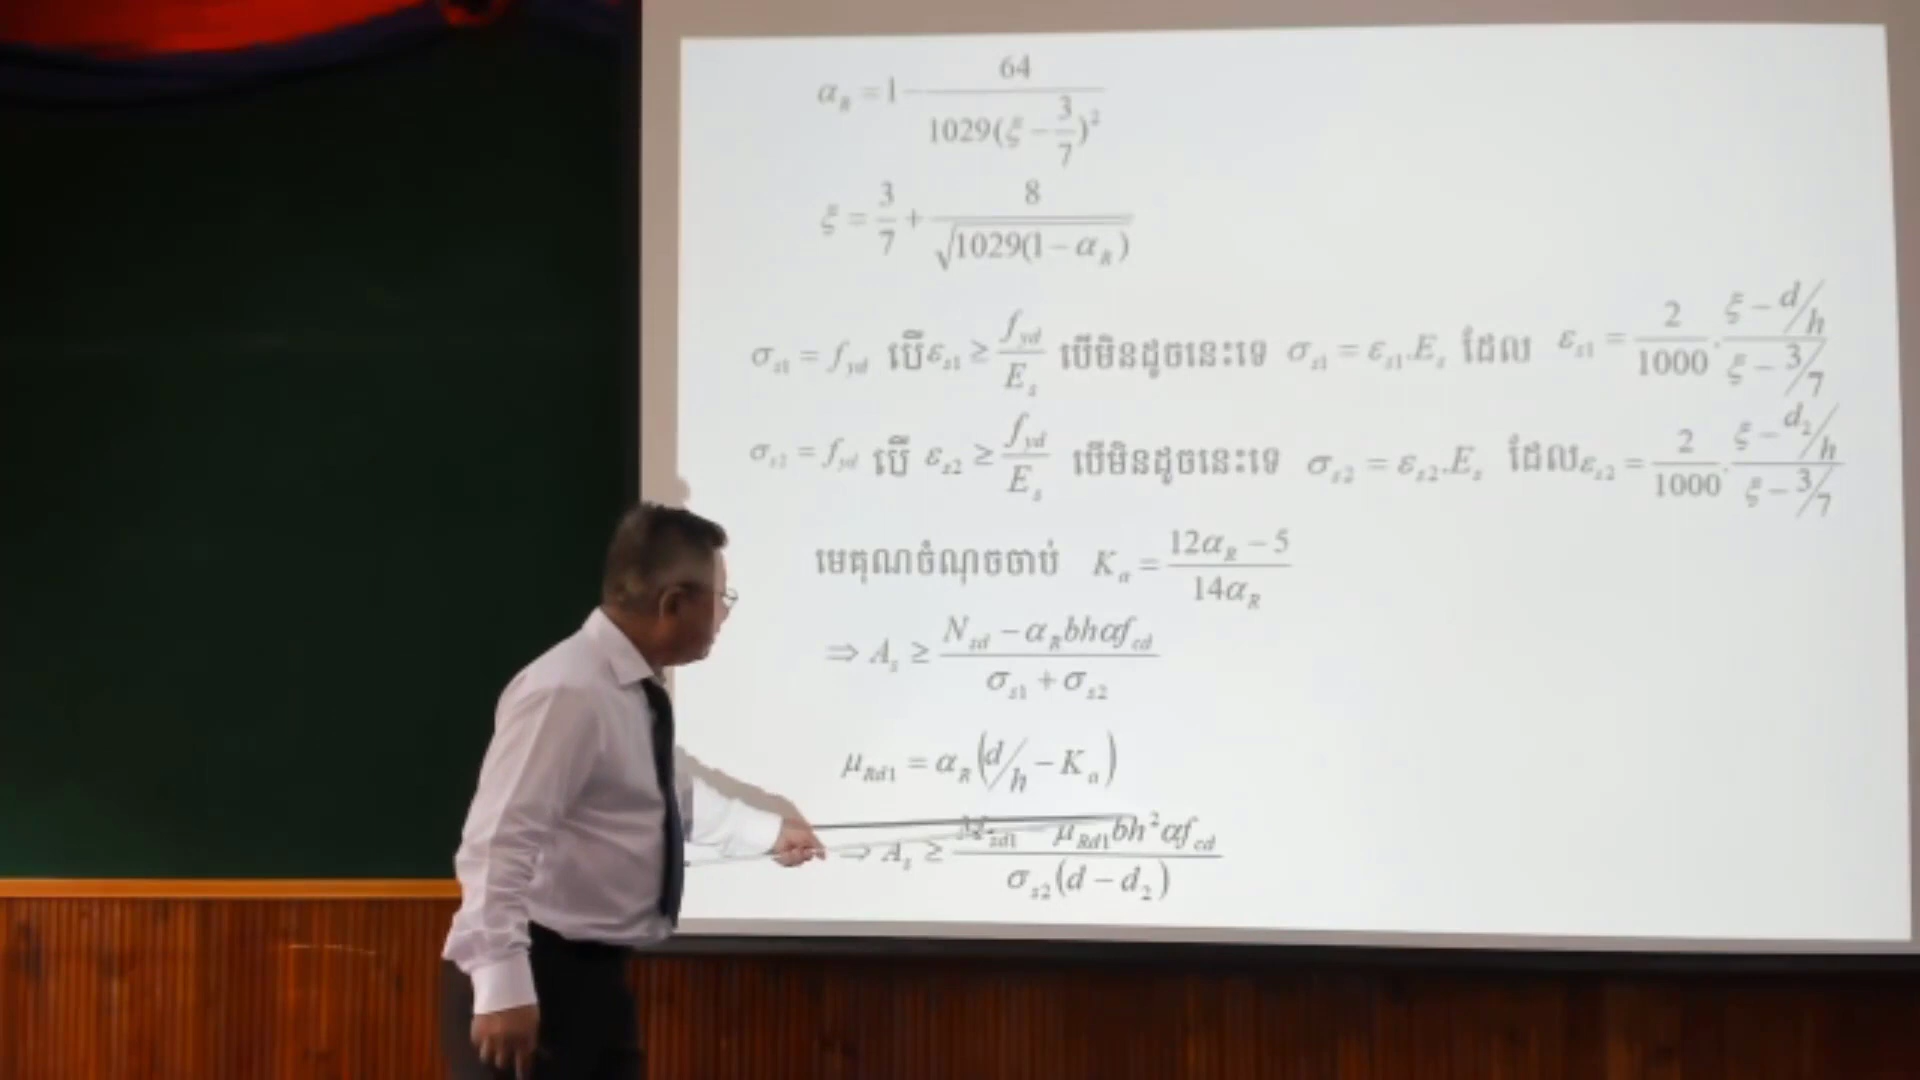 α_R = 1 − 64 / 1029(ξ − 3/7)²
ξ = 3/7 + 8 / √1029(1 − α_R)
σ_s1 = f_yd បើ ε_s1 ≥ f_yd / E_s បើមិនដូចនេះទេ σ_s1 = ε_s1.E_s ដែល ε_s1 = 2/1000 . (ξ − d/h) / (ξ − 3/7)
σ_s2 = f_yd បើ ε_s2 ≥ f_yd / E_s បើមិនដូចនេះទេ σ_s2 = ε_s2.E_s ដែល ε_s2 = 2/1000 . (ξ − d_2/h) / (ξ − 3/7)
មេគុណចំណុចចាប់ K_a = (12α_R − 5) / 14α_R
⇒ A_s ≥ (N_sd − α_R bhαf_cd) / (σ_s1 + σ_s2)
μ_Rd1 = α_R (d/h − K_a)
⇒ A_s ≥ M_sd1 μ_Rd1 bh²αf_cd / σ_s2 (d − d_2)